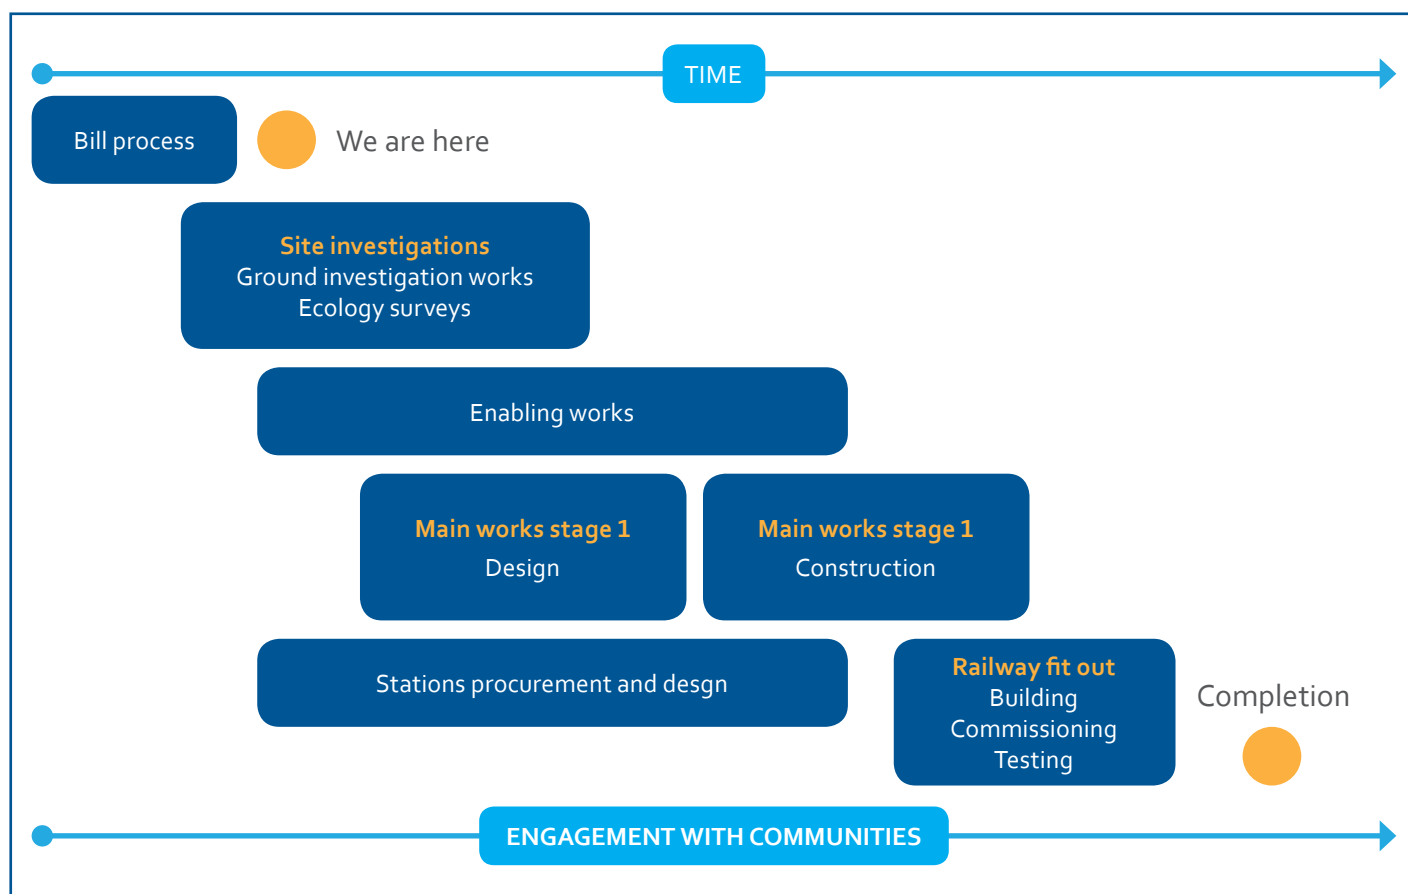 TIME
Bill process
We are here
Site investigations
Ground investigation works
Ecology surveys
Enabling works
Main works stage 1
Design
Main works stage 1
Construction
Stations procurement and desgn
Railway fit out
Building
Commissioning
Testing
Completion
ENGAGEMENT WITH COMMUNITIES